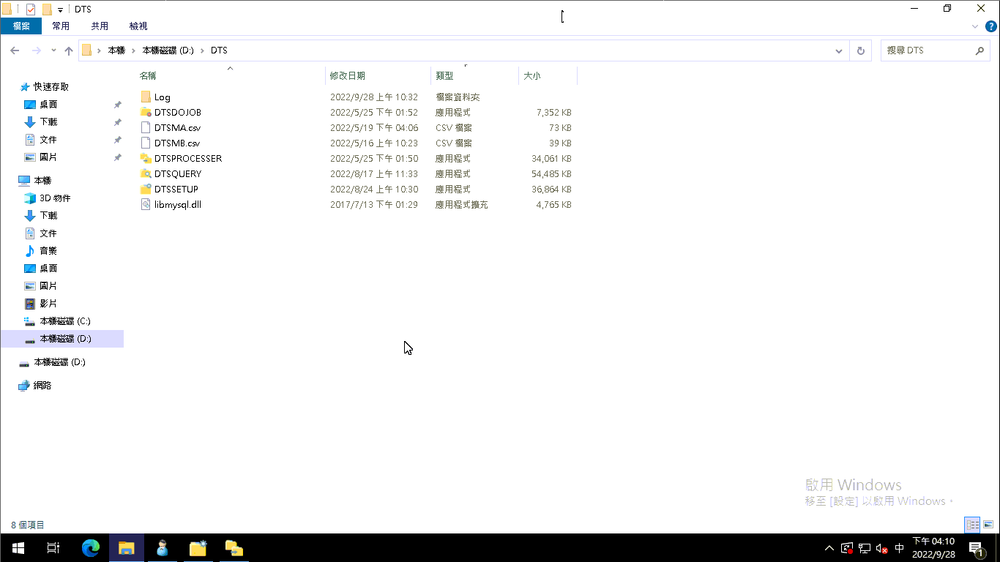 DTS
檔案 常用 共用 檢視
本機 本機磁碟 (D:) DTS
搜尋 DTS
名稱 修改日期 類型 大小
Log 2022/9/28 上午 10:32 檔案資料夾
DTSDOJOB 2022/5/25 下午 01:52 應用程式 7,352 KB
DTSMA.csv 2022/5/19 下午 04:06 CSV 檔案 73 KB
DTSMB.csv 2022/5/16 上午 10:23 CSV 檔案 39 KB
DTSPROCESSER 2022/5/25 下午 01:50 應用程式 34,061 KB
DTSQUERY 2022/8/17 上午 11:33 應用程式 54,485 KB
DTSSETUP 2022/8/24 上午 10:30 應用程式 36,864 KB
libmysql.dll 2017/7/13 下午 01:29 應用程式擴充 4,765 KB
快速存取
桌面
下載
文件
圖片
本機
3D 物件
下載
文件
音樂
桌面
圖片
影片
本機磁碟 (C:)
本機磁碟 (D:)
本機磁碟 (D:)
網路
啟用 Windows
移至 [設定] 以啟用 Windows。
8 個項目
中
下午 04:10
2022/9/28
1